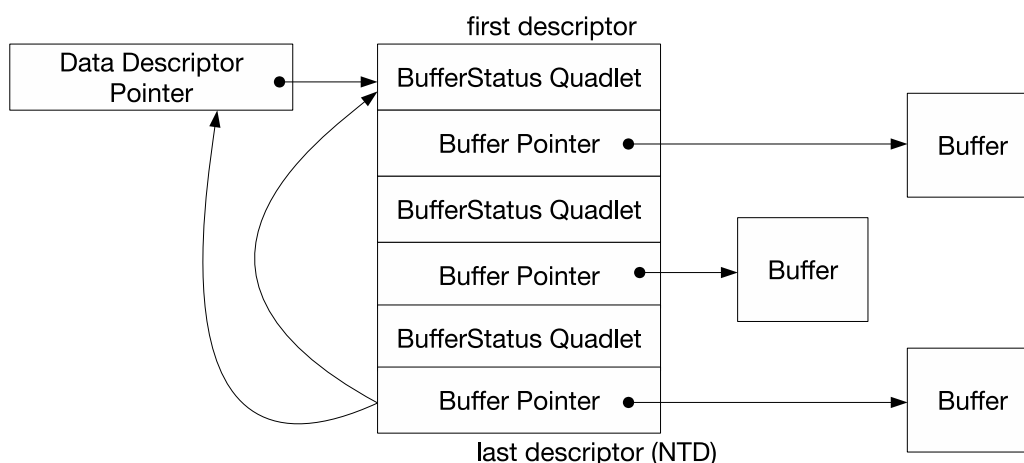 first descriptor
Data Descriptor
Pointer
BufferStatus Quadlet
Buffer Pointer
Buffer
BufferStatus Quadlet
Buffer Pointer
Buffer
BufferStatus Quadlet
Buffer Pointer
Buffer
last descriptor (NTD)